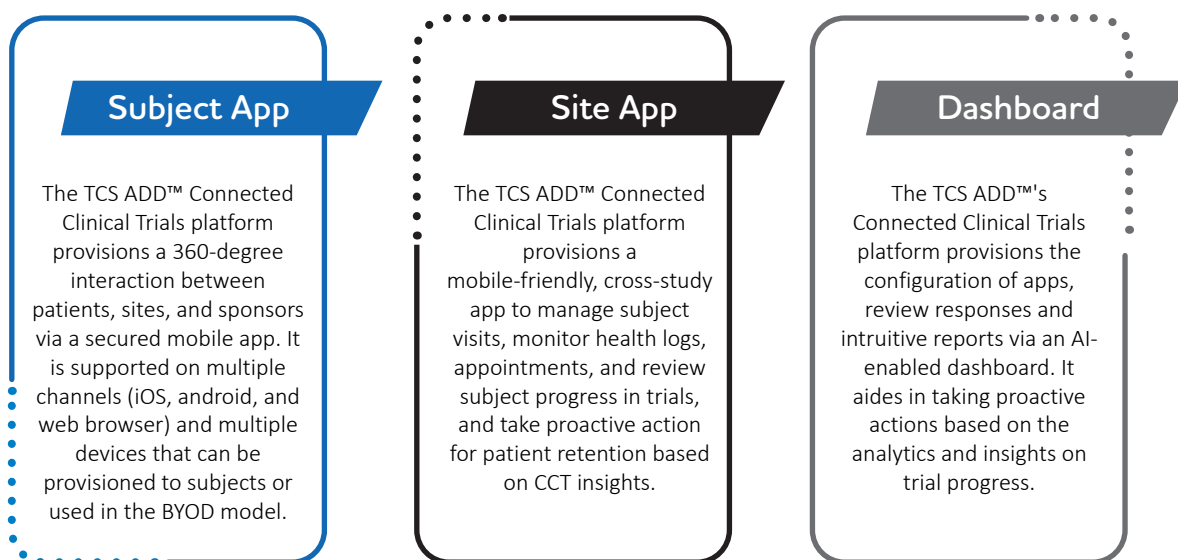 Subject App
The TCS ADD™ Connected
Clinical Trials platform
provisions a 360-degree
interaction between
patients, sites, and sponsors
via a secured mobile app. It
is supported on multiple
channels (iOS, android, and
web browser) and multiple
devices that can be
provisioned to subjects or
used in the BYOD model.
Site App
The TCS ADD™ Connected
Clinical Trials platform
provisions a
mobile-friendly, cross-study
app to manage subject
visits, monitor health logs,
appointments, and review
subject progress in trials,
and take proactive action
for patient retention based
on CCT insights.
Dashboard
The TCS ADD™'s
Connected Clinical Trials
platform provisions the
configuration of apps,
review responses and
intruitive reports via an AI-
enabled dashboard. It
aides in taking proactive
actions based on the
analytics and insights on
trial progress.